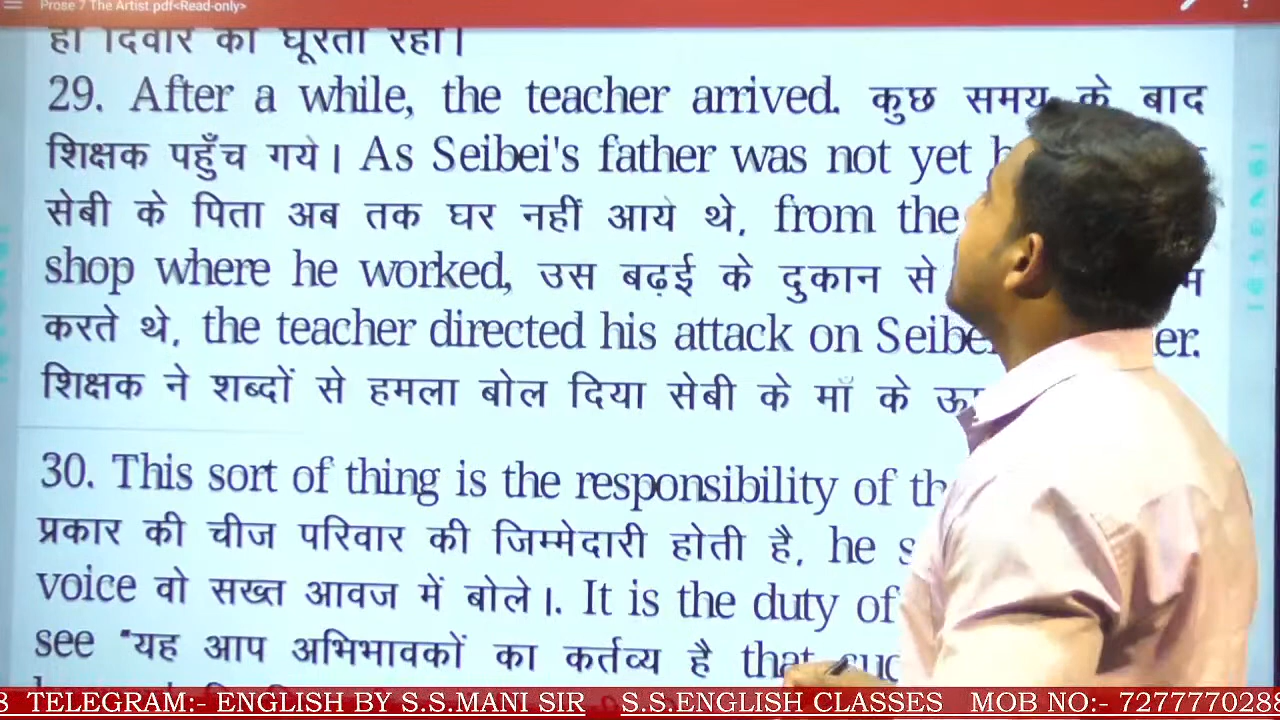 Prose 7 The Artist.pdf<Read-only>
ही दिवार को घूरता रहा।
29. After a while, the teacher arrived. कुछ समय के बाद
शिक्षक पहुँच गये। As Seibei's father was not yet
सेबी के पिता अब तक घर नहीं आये थे, from the
shop where he worked, उस बढ़ई के दुकान से
करते थे, the teacher directed his attack on
शिक्षक ने शब्दों से हमला बोल दिया सेबी के माँ के
30. This sort of thing is the responsibility of
प्रकार की चीज परिवार की जिम्मेदारी होती है, he
voice वो सख्त आवज में बोले।. It is the duty of
see "यह आप अभिभावकों का कर्तव्य है that
8 TELEGRAM:- ENGLISH BY S.S.MANI SIR S.S.ENGLISH CLASSES MOB NO:- 7277770288